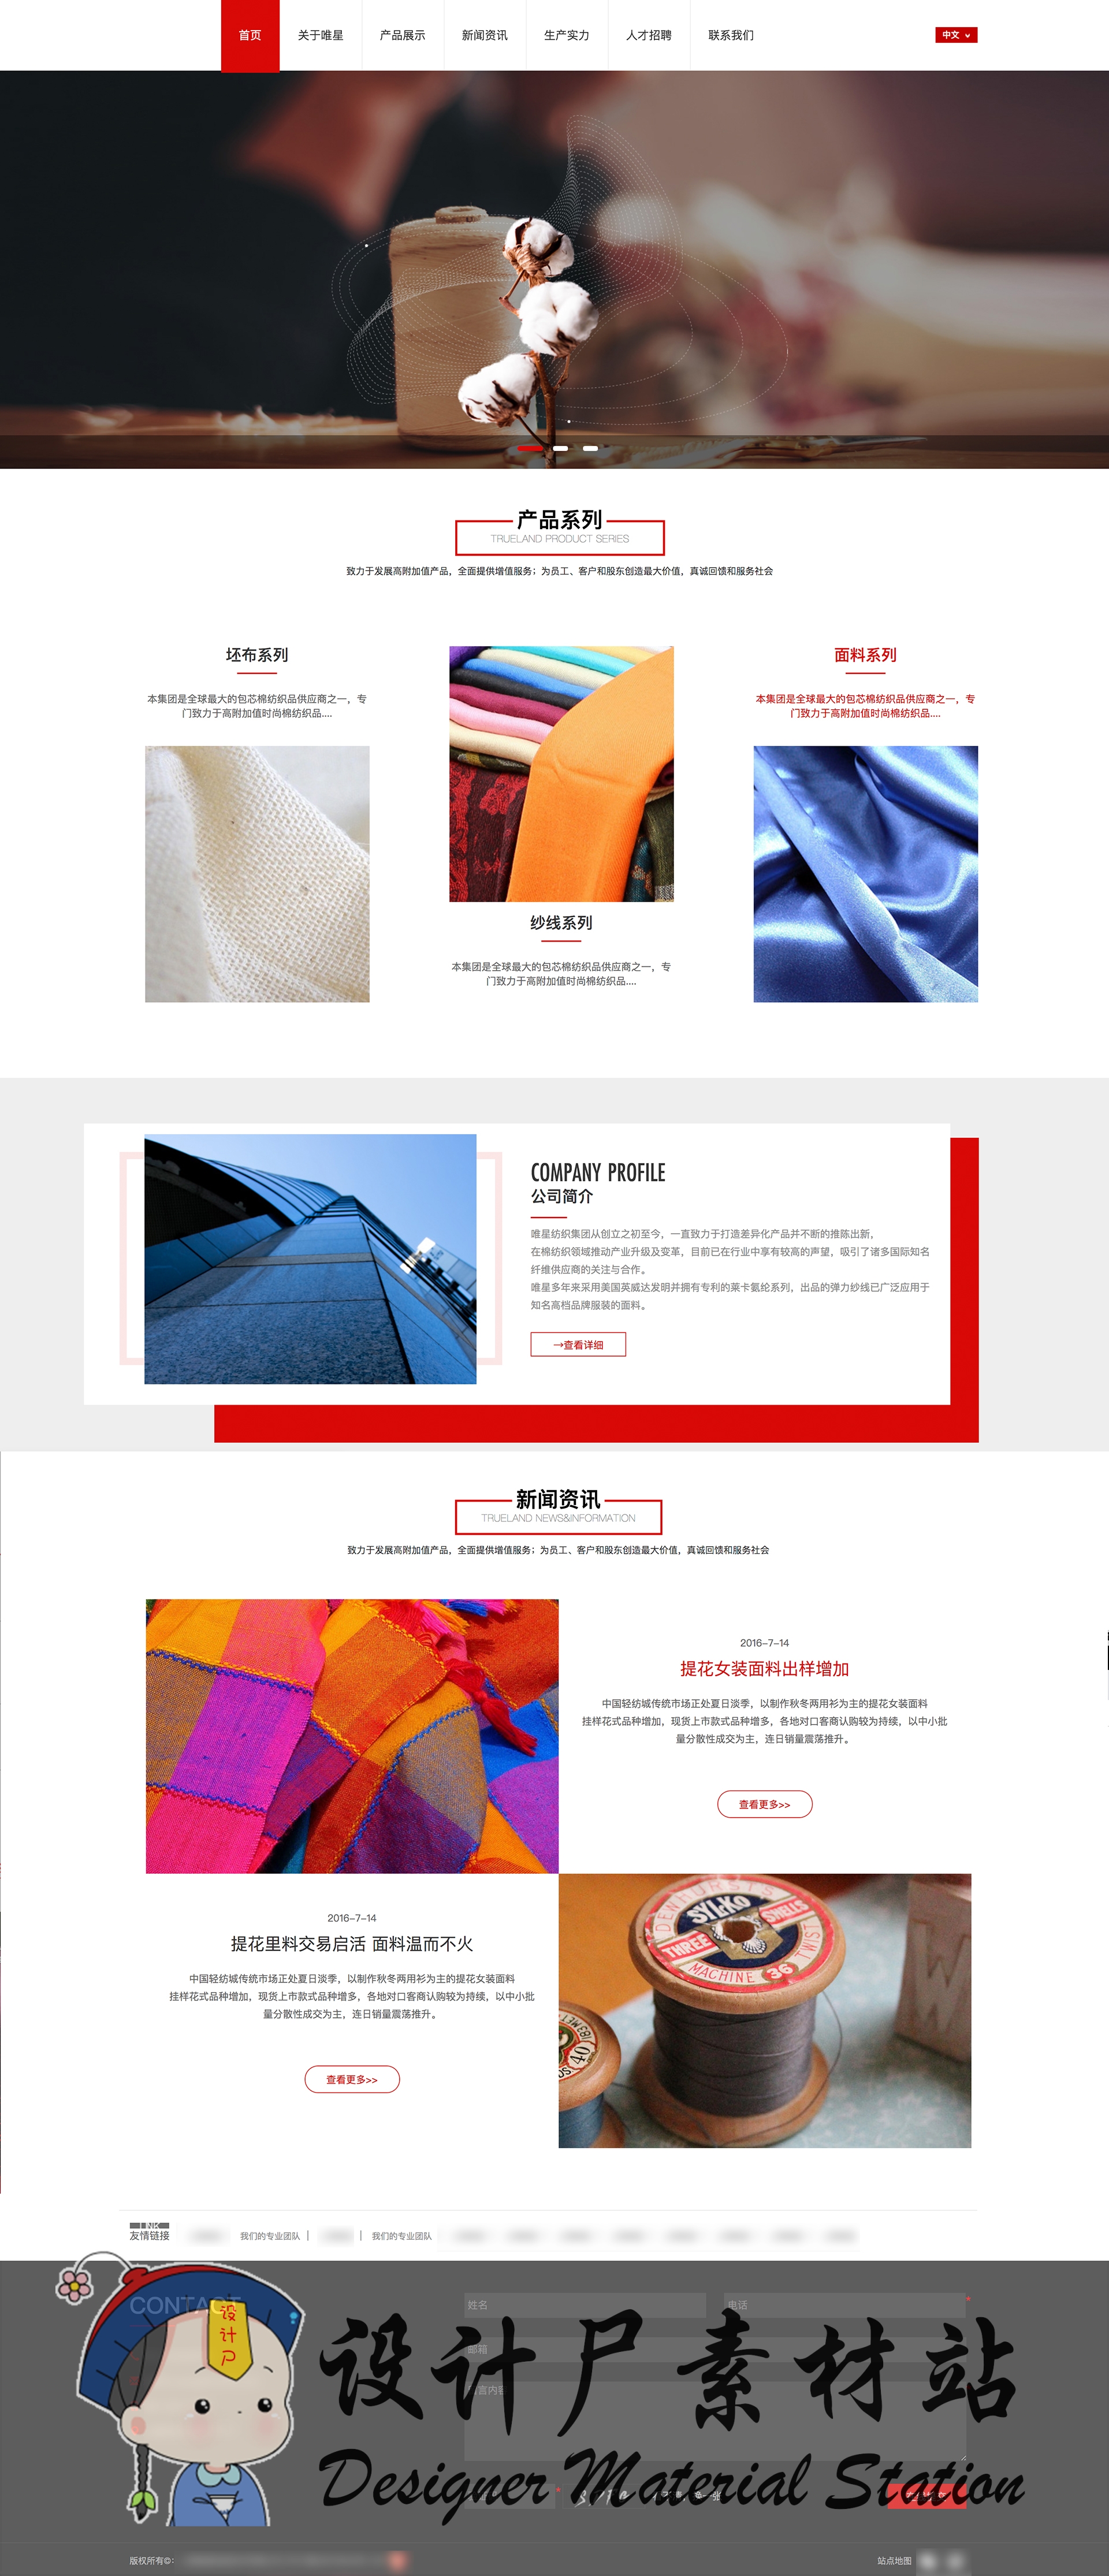 首页 关于唯星 产品展示 新闻资讯 生产实力 人才招聘 联系我们 中文
产品系列
TRUELAND PRODUCT SERIES
致力于发展高附加值产品，全面提供增值服务；为员工、客户和股东创造最大价值，真诚回馈和服务社会
坯布系列
本集团是全球最大的包芯棉纺织品供应商之一，专
门致力于高附加值时尚棉纺织品....
纱线系列
本集团是全球最大的包芯棉纺织品供应商之一，专
门致力于高附加值时尚棉纺织品....
面料系列
本集团是全球最大的包芯棉纺织品供应商之一，专
门致力于高附加值时尚棉纺织品....
COMPANY PROFILE
公司简介
唯星纺织集团从创立之初至今，一直致力于打造差异化产品并不断的推陈出新，
在棉纺织领域推动产业升级及变革，目前已在行业中享有较高的声望，吸引了诸多国际知名
纤维供应商的关注与合作。
唯星多年来采用美国英威达发明并拥有专利的莱卡氨纶系列，出品的弹力纱线已广泛应用于
知名高档品牌服装的面料。
→查看详细
新闻资讯
TRUELAND NEWS&INFORMATION
致力于发展高附加值产品，全面提供增值服务；为员工、客户和股东创造最大价值，真诚回馈和服务社会
2016-7-14
提花女装面料出样增加
中国轻纺城传统市场正处夏日淡季，以制作秋冬两用衫为主的提花女装面料
挂样花式品种增加，现货上市款式品种增多，各地对口客商认购较为持续，以中小批
量分散性成交为主，连日销量震荡推升。
查看更多>>
2016-7-14
提花里料交易启活 面料温而不火
中国轻纺城传统市场正处夏日淡季，以制作秋冬两用衫为主的提花女装面料
挂样花式品种增加，现货上市款式品种增多，各地对口客商认购较为持续，以中小批
量分散性成交为主，连日销量震荡推升。
查看更多>>
SYLKO
THREE SHELLS
MACHINE 36 TWIST
40
LINK
友情链接 我们的专业团队 | | 我们的专业团队
CONTACT
设计尸
姓名 电话
邮箱
留言内容
设计尸素材站
Designer Material Station
版权所有©： 站点地图